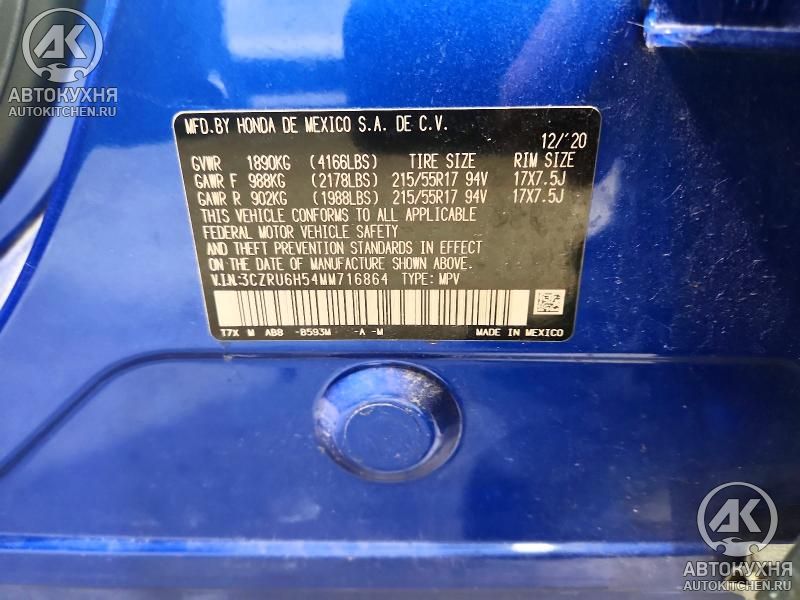 AK
АВТОКУХНЯ
AUTOKITCHEN.RU
MFD.BY HONDA DE MEXICO S.A. DE C.V.
12/'20
GVWR 1890KG (4166LBS) TIRE SIZE RIM SIZE
GAWR F 988KG (2178LBS) 215/55R17 94V 17X7.5J
GAWR R 902KG (1988LBS) 215/55R17 94V 17X7.5J
THIS VEHICLE CONFORMS TO ALL APPLICABLE
FEDERAL MOTOR VEHICLE SAFETY
AND THEFT PREVENTION STANDARDS IN EFFECT
ON THE DATE OF MANUFACTURE SHOWN ABOVE.
V.I.N:3CZRU6H54MM716864 TYPE: MPV
T7X M AB8 -B593M -A -M MADE IN MEXICO
AK
АВТОКУХНЯ
AUTOKITCHEN.RU